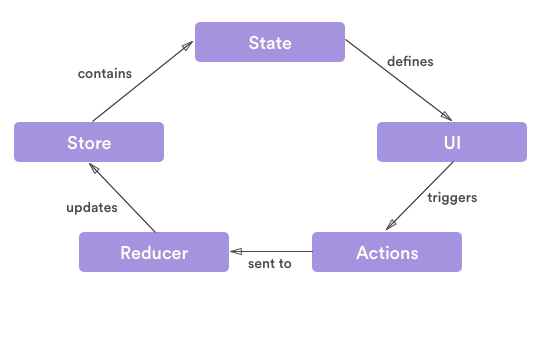 State
defines
contains
Store
UI
triggers
updates
Reducer
Actions
sent to